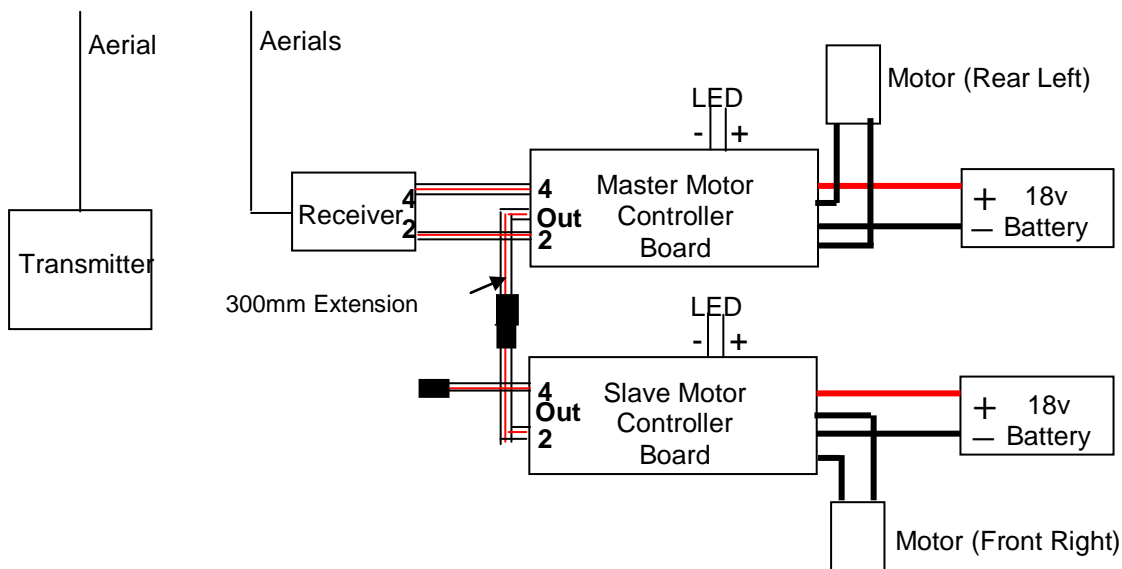 Aerial
Aerials
Motor (Rear Left)
LED
- +
4
Receiver
2
4
Out
2
Master Motor
Controller
Board
+ 18v
– Battery
Transmitter
300mm Extension
LED
- +
4
Out
2
Slave Motor
Controller
Board
+ 18v
– Battery
Motor (Front Right)